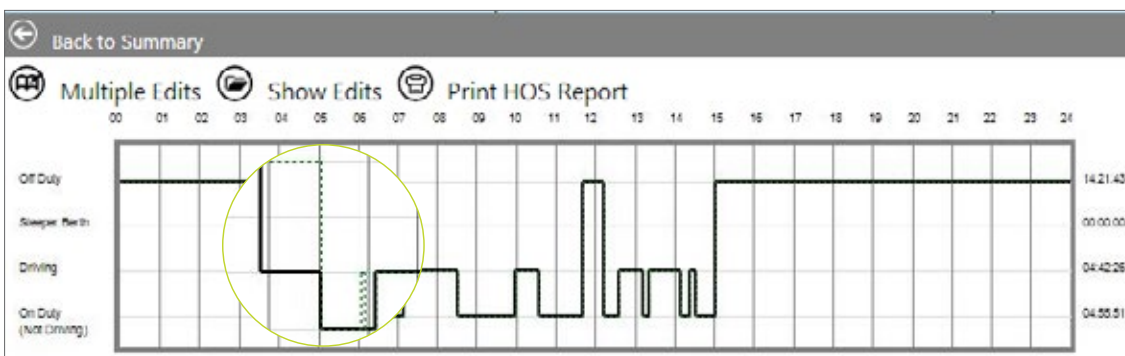 Back to Summary
Multiple Edits Show Edits Print HOS Report
00 01 02 03 04 05 06 07 08 09 10 11 12 13 14 15 16 17 18 19 20 21 22 23 24
Off Duty 14:21:43
Sleeper Berth 00:00:00
Driving 04:42:26
On Duty 04:55:51
(Not Driving)